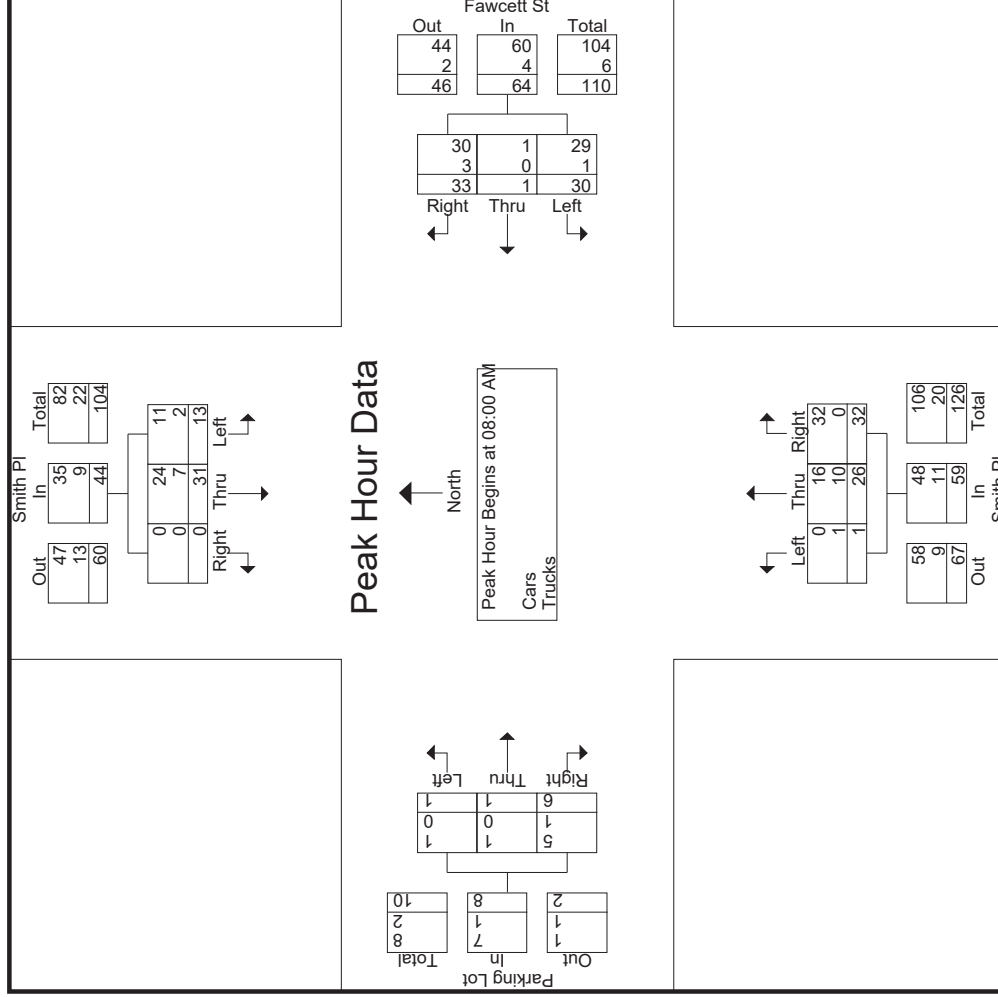 Fawcett St
Out In Total
44 60 104
2 4 6
46 64 110
30 1 29
3 0 1
33 1 30
Right Thru Left
Smith Pl
Out In Total
47 35 82
13 9 22
60 44 104
0 24 11
0 7 2
0 31 13
Right Thru Left
Peak Hour Data
North
Peak Hour Begins at 08:00 AM
Cars
Trucks
Left Thru Right
0 16 32
1 10 0
1 26 32
58 48 106
9 11 20
67 59 126
Out In Total
Smith Pl
Left Thru Right
1 1 6
0 0 1
1 1 5
10 8 2
2 1 1
8 7 1
Total In Out
Parking Lot